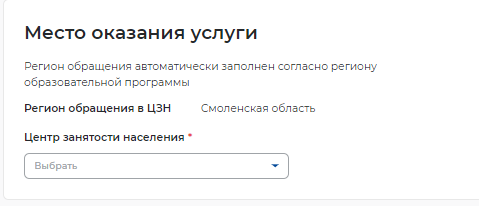 Место оказания услуги
Регион обращения автоматически заполнен согласно региону
образовательной программы
Регион обращения в ЦЗН Смоленская область
Центр занятости населения *
Выбрать